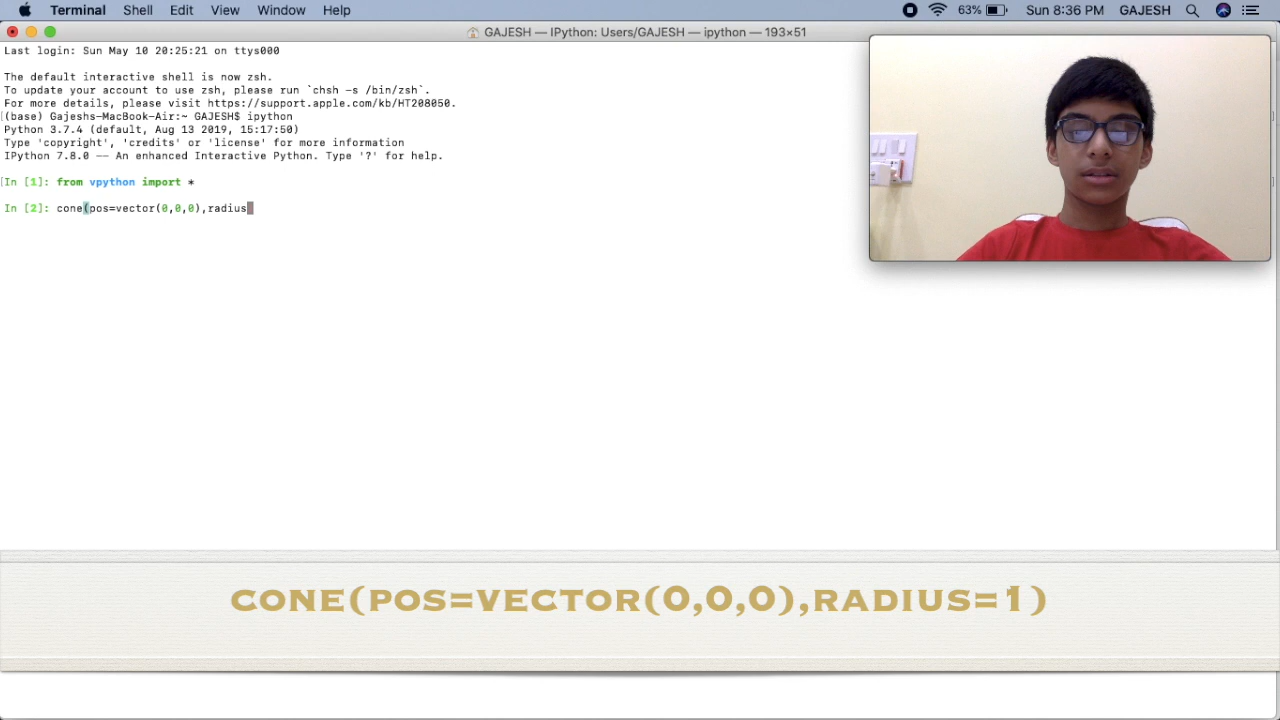 Terminal Shell Edit View Window Help 63% Sun 8:36 PM GAJESH
GAJESH — IPython: Users/GAJESH — ipython — 193×51
Last login: Sun May 10 20:25:21 on ttys000
The default interactive shell is now zsh.
To update your account to use zsh, please run `chsh -s /bin/zsh`.
For more details, please visit https://support.apple.com/kb/HT208050.
[(base) Gajeshs-MacBook-Air:~ GAJESH$ ipython
Python 3.7.4 (default, Aug 13 2019, 15:17:50)
Type 'copyright', 'credits' or 'license' for more information
IPython 7.8.0 -- An enhanced Interactive Python. Type '?' for help.
[In [1]: from vpython import *
In [2]: cone(pos=vector(0,0,0),radius
CONE(POS=VECTOR(0,0,0),RADIUS=1)